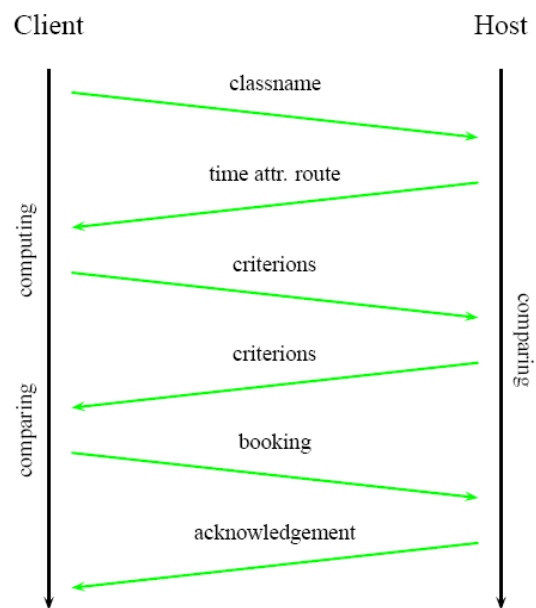 Client
Host
classname
time attr. route
computing
criterions
comparing
criterions
comparing
booking
acknowledgement